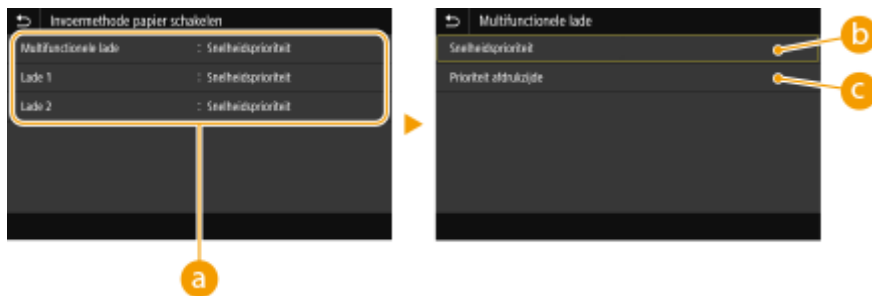 Invoermethode papier schakelen
Multifunctionele lade : Snelheidsprioriteit
Lade 1 : Snelheidsprioriteit
Lade 2 : Snelheidsprioriteit
a
Multifunctionele lade
Snelheidsprioriteit
b
Prioriteit afdrukzijde
c